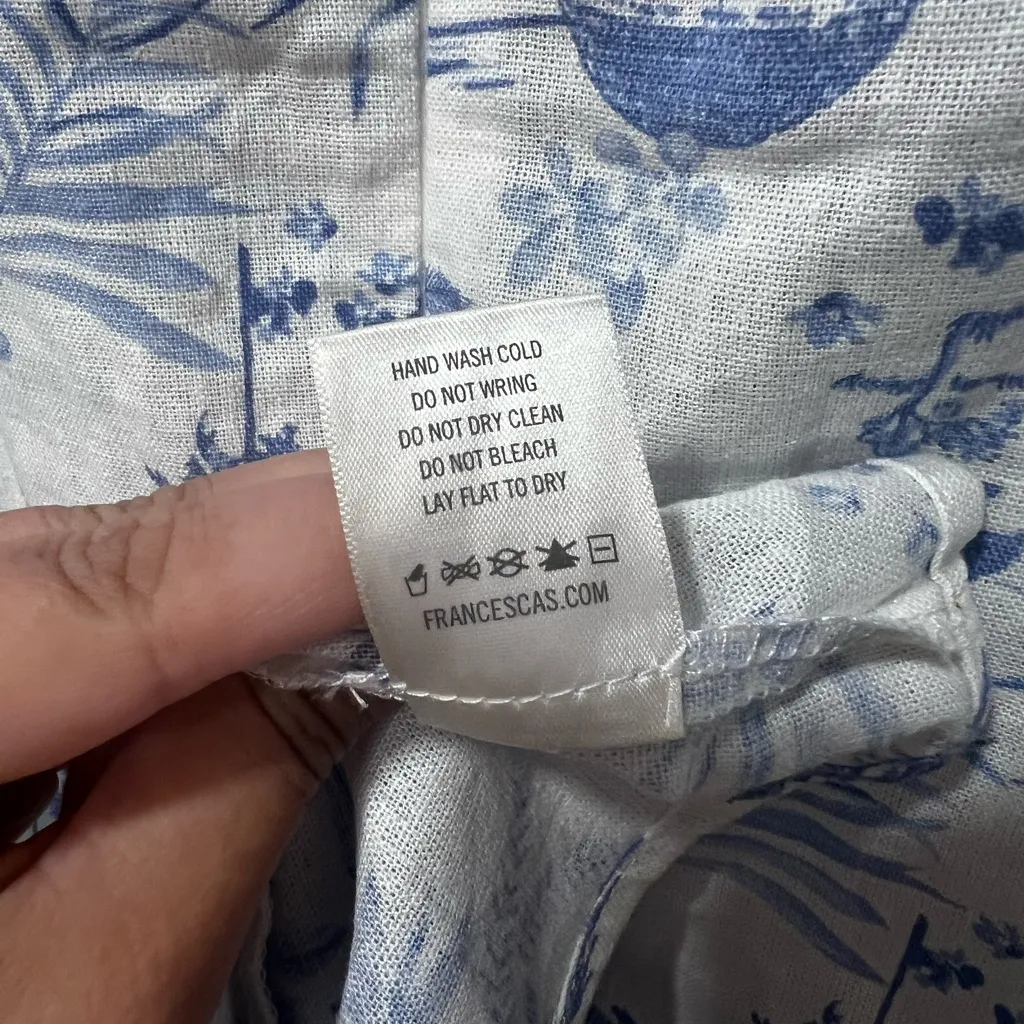 HAND WASH COLD
DO NOT WRING
DO NOT DRY CLEAN
DO NOT BLEACH
LAY FLAT TO DRY
FRANCESCAS.COM